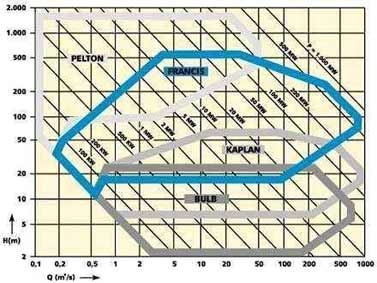 2.000
1.000
500
200
100
50
20
10
5
2
H(m)
PELTON
FRANCIS
KAPLAN
BULB
500 MW
P = 1.000 MW
200 MW
100 MW
50 MW
20 MW
10 MW
5 MW
2 MW
1 MW
500 KW
200 KW
100 KW
0,1 0,2 0,5 1 2 5 10 20 50 100 200 500 1000
Q (m³/s)